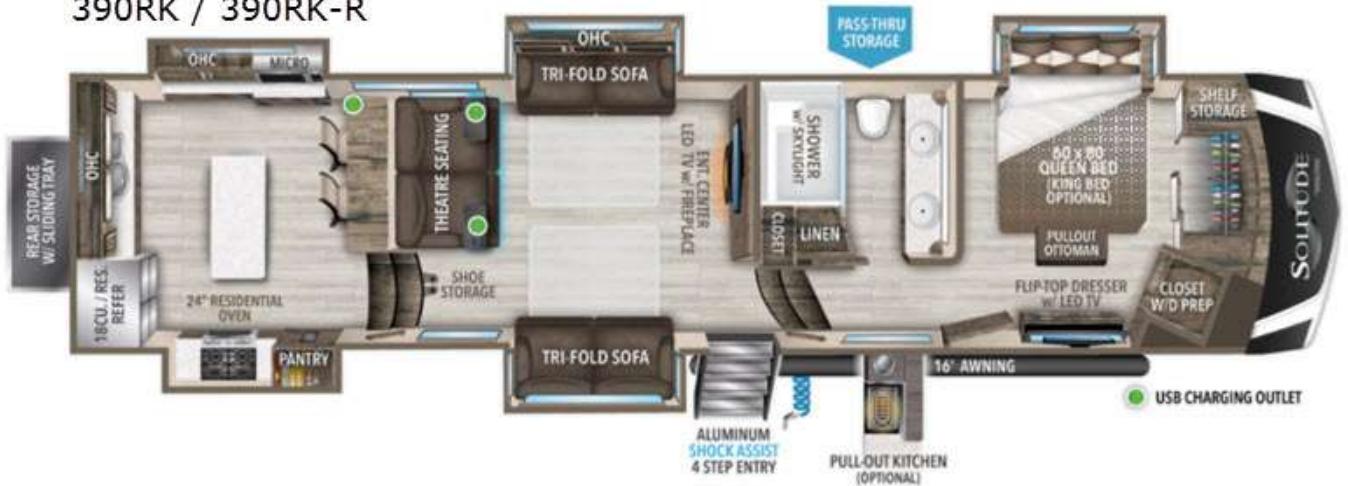 390RK / 390RK-R
PASS-THRU
STORAGE
OHC
MICRO
OHC
TRI-FOLD SOFA
SHELF
STORAGE
REAR STORAGE
W/ SLIDING TRAY
OHC
THEATRE SEATING
ENT. CENTER
LED TV w/ FIREPLACE
SHOWER
w/ SKYLIGHT
CLOSET
LINEN
60 x 80
QUEEN BED
(KING BED
OPTIONAL)
PULLOUT
OTTOMAN
SOLITUDE
SHOE
STORAGE
18CU. / RES.
REFER
24" RESIDENTIAL
OVEN
FLIP-TOP DRESSER
w/ LED TV
CLOSET
W/D PREP
PANTRY
TRI-FOLD SOFA
16' AWNING
USB CHARGING OUTLET
ALUMINUM
SHOCK ASSIST
4 STEP ENTRY
PULL-OUT KITCHEN
(OPTIONAL)